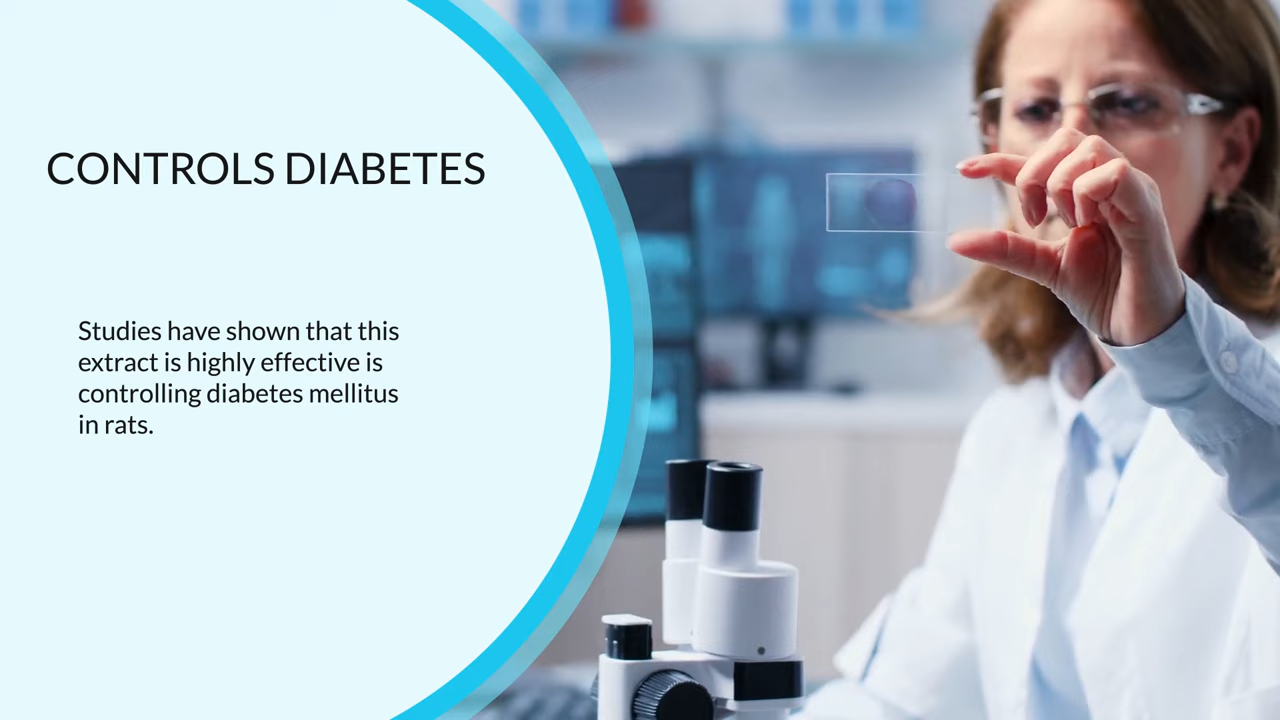 CONTROLS DIABETES
Studies have shown that this
extract is highly effective is
controlling diabetes mellitus
in rats.